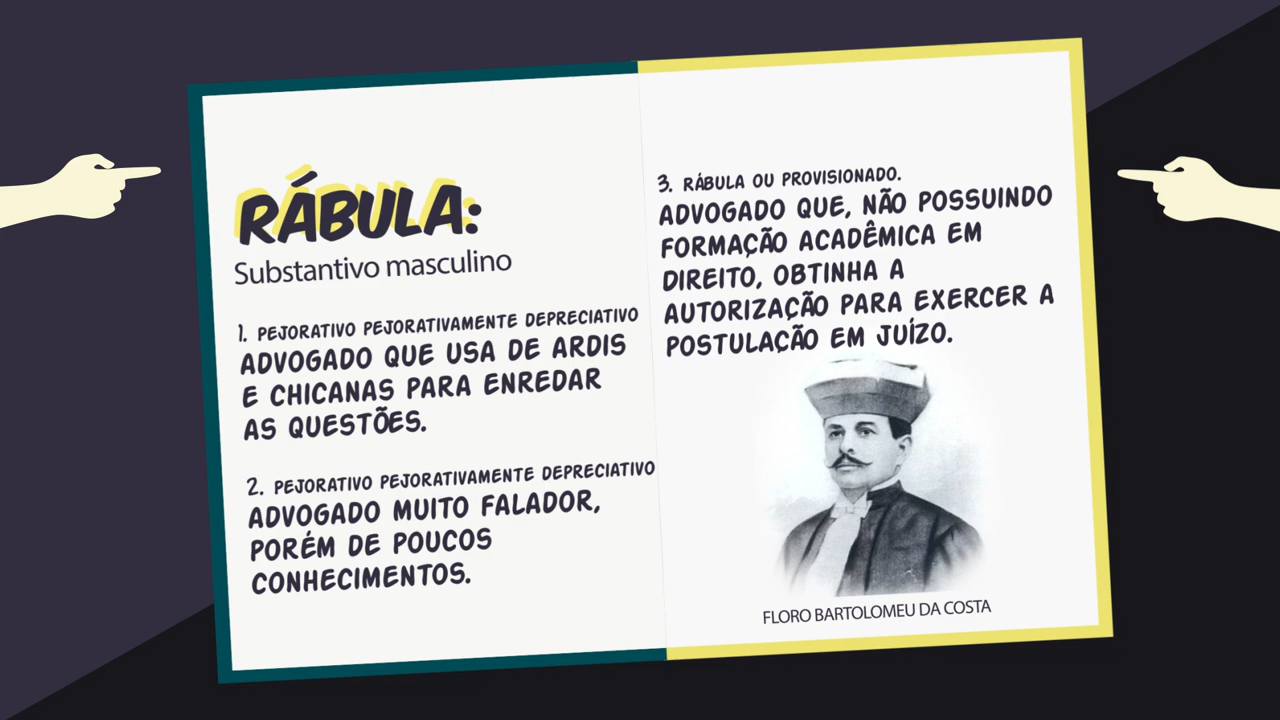 RÁBULA:
Substantivo masculino
1. PEJORATIVO PEJORATIVAMENTE DEPRECIATIVO
ADVOGADO QUE USA DE ARDIS
E CHICANAS PARA ENREDAR
AS QUESTÕES.
2. PEJORATIVO PEJORATIVAMENTE DEPRECIATIVO
ADVOGADO MUITO FALADOR,
PORÉM DE POUCOS
CONHECIMENTOS.
3. RÁBULA OU PROVISIONADO.
ADVOGADO QUE, NÃO POSSUINDO
FORMAÇÃO ACADÊMICA EM
DIREITO, OBTINHA A
AUTORIZAÇÃO PARA EXERCER A
POSTULAÇÃO EM JUÍZO.
FLORO BARTOLOMEU DA COSTA